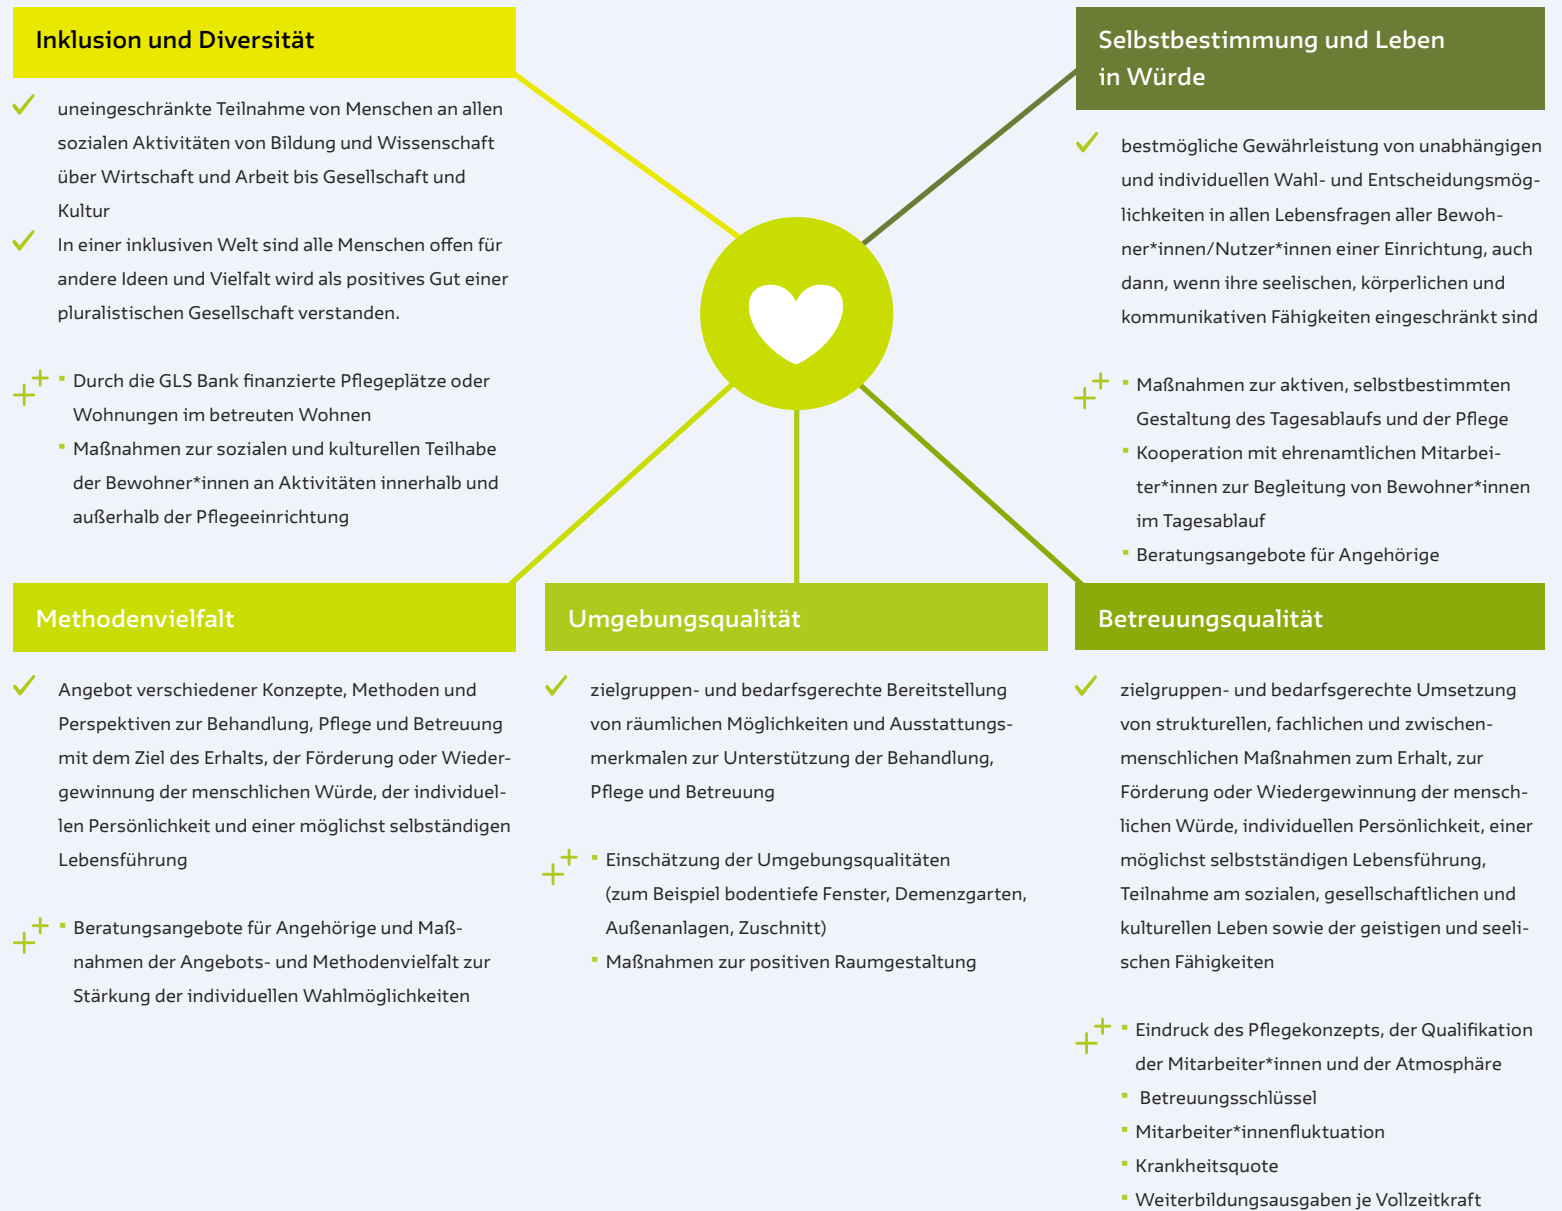 Inklusion und Diversität
uneingeschränkte Teilnahme von Menschen an allen
sozialen Aktivitäten von Bildung und Wissenschaft
über Wirtschaft und Arbeit bis Gesellschaft und
Kultur
In einer inklusiven Welt sind alle Menschen offen für
andere Ideen und Vielfalt wird als positives Gut einer
pluralistischen Gesellschaft verstanden.
Durch die GLS Bank finanzierte Pflegeplätze oder
Wohnungen im betreuten Wohnen
Maßnahmen zur sozialen und kulturellen Teilhabe
der Bewohner*innen an Aktivitäten innerhalb und
außerhalb der Pflegeeinrichtung
Selbstbestimmung und Leben
in Würde
bestmögliche Gewährleistung von unabhängigen
und individuellen Wahl- und Entscheidungsmög-
lichkeiten in allen Lebensfragen aller Bewoh-
ner*innen/Nutzer*innen einer Einrichtung, auch
dann, wenn ihre seelischen, körperlichen und
kommunikativen Fähigkeiten eingeschränkt sind
Maßnahmen zur aktiven, selbstbestimmten
Gestaltung des Tagesablaufs und der Pflege
Kooperation mit ehrenamtlichen Mitarbei-
ter*innen zur Begleitung von Bewohner*innen
im Tagesablauf
Beratungsangebote für Angehörige
Methodenvielfalt
Angebot verschiedener Konzepte, Methoden und
Perspektiven zur Behandlung, Pflege und Betreuung
mit dem Ziel des Erhalts, der Förderung oder Wieder-
gewinnung der menschlichen Würde, der individuel-
len Persönlichkeit und einer möglichst selbständigen
Lebensführung
Beratungsangebote für Angehörige und Maß-
nahmen der Angebots- und Methodenvielfalt zur
Stärkung der individuellen Wahlmöglichkeiten
Umgebungsqualität
zielgruppen- und bedarfsgerechte Bereitstellung
von räumlichen Möglichkeiten und Ausstattungs-
merkmalen zur Unterstützung der Behandlung,
Pflege und Betreuung
Einschätzung der Umgebungsqualitäten
(zum Beispiel bodentiefe Fenster, Demenzgarten,
Außenanlagen, Zuschnitt)
Maßnahmen zur positiven Raumgestaltung
Betreuungsqualität
zielgruppen- und bedarfsgerechte Umsetzung
von strukturellen, fachlichen und zwischen-
menschlichen Maßnahmen zum Erhalt, zur
Förderung oder Wiedergewinnung der mensch-
lichen Würde, individuellen Persönlichkeit, einer
möglichst selbstständigen Lebensführung,
Teilnahme am sozialen, gesellschaftlichen und
kulturellen Leben sowie der geistigen und seeli-
schen Fähigkeiten
Eindruck des Pflegekonzepts, der Qualifikation
der Mitarbeiter*innen und der Atmosphäre
Betreuungsschlüssel
Mitarbeiter*innenfluktuation
Krankheitsquote
Weiterbildungsausgaben je Vollzeitkraft